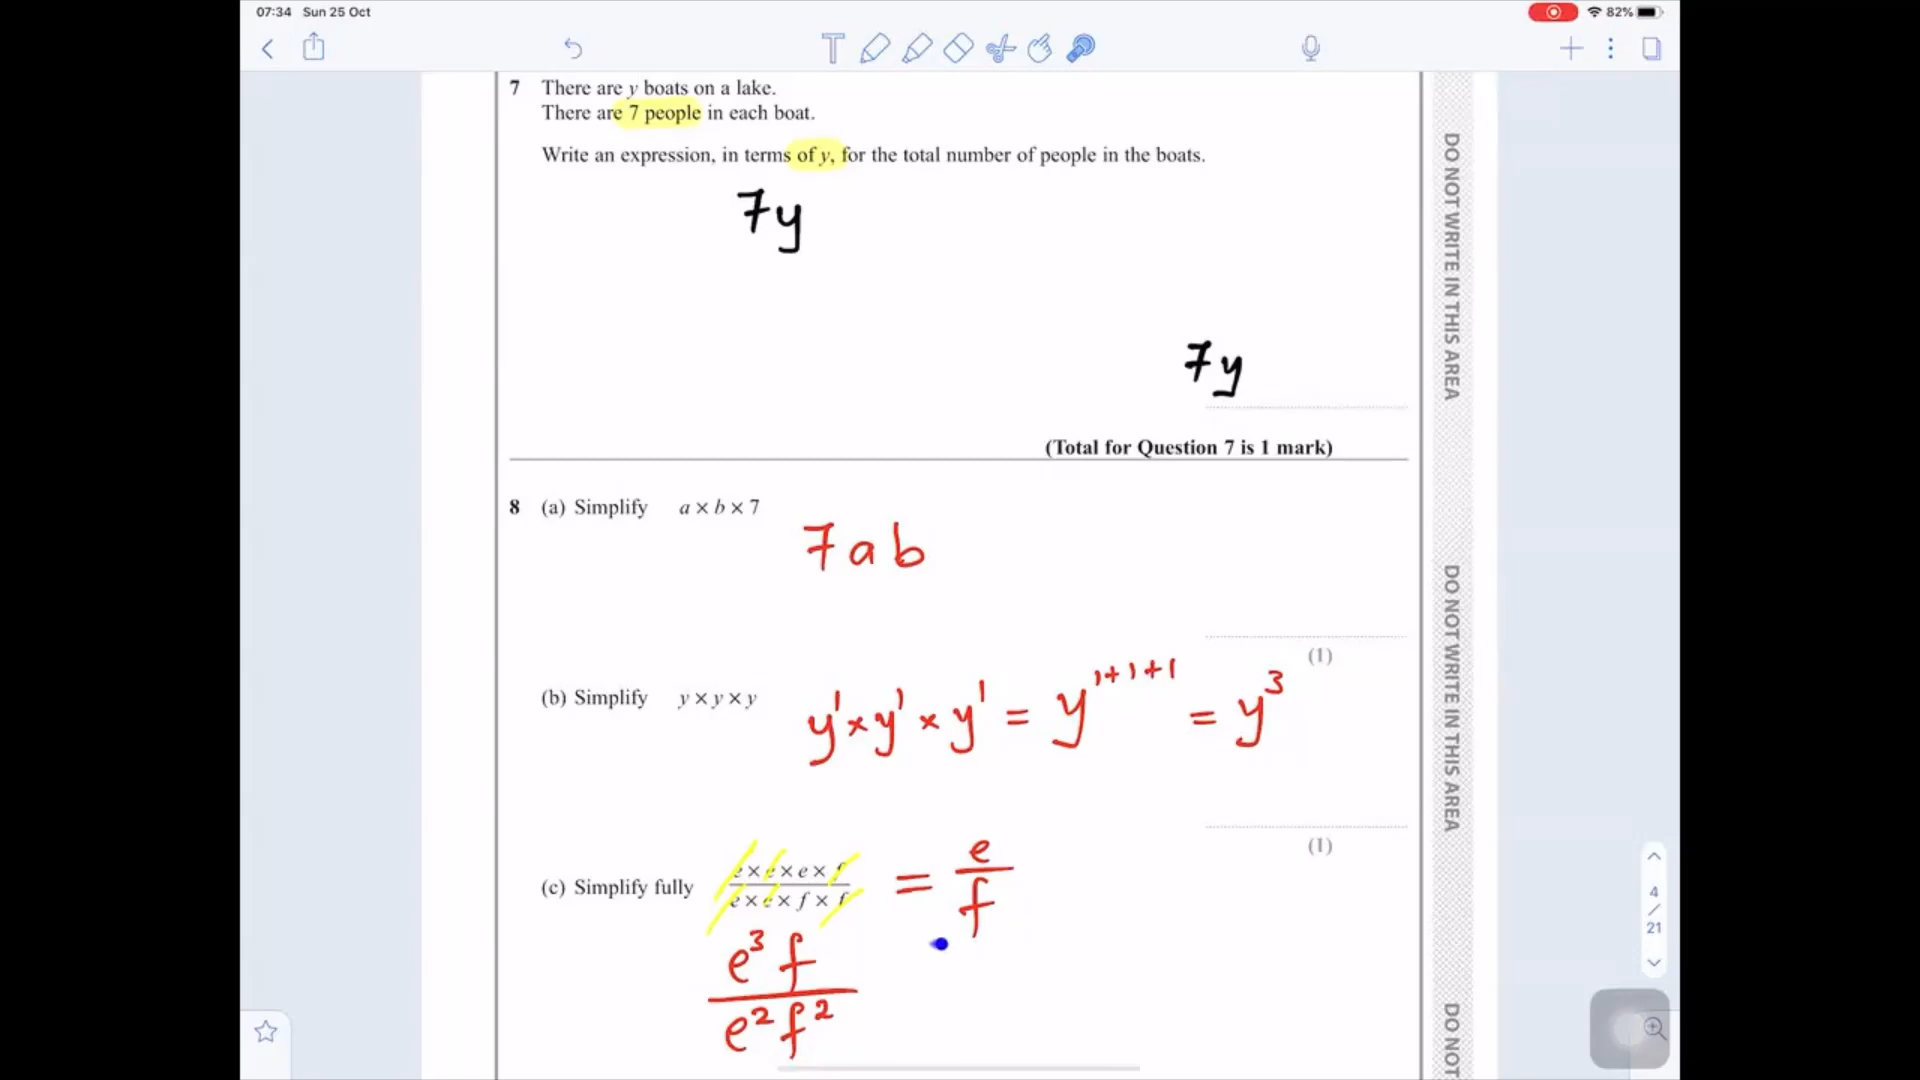 07:34 Sun 25 Oct
82%
7 There are y boats on a lake.
There are 7 people in each boat.
Write an expression, in terms of y, for the total number of people in the boats.
7y
7y
(Total for Question 7 is 1 mark)
8 (a) Simplify a × b × 7
7ab
(1)
(b) Simplify y × y × y
y¹ × y¹ × y¹ = y¹⁺¹⁺¹ = y³
(1)
(c) Simplify fully
e × e × e × f
e × e × f × f
= e/f
e³ f
e² f²
DO NOT WRITE IN THIS AREA
DO NOT WRITE IN THIS AREA
DO NOT
4
/
21